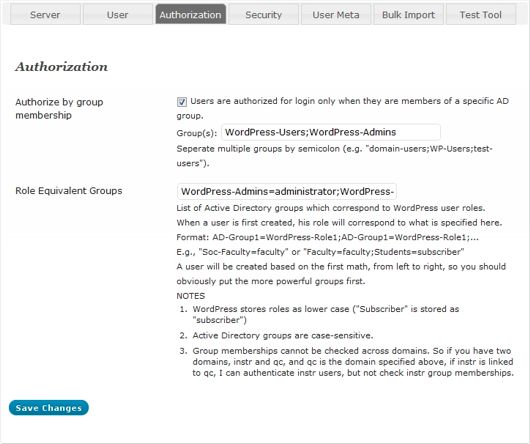 Server User Authorization Security User Meta Bulk Import Test Tool
Authorization
Authorize by group
membership
Users are authorized for login only when they are members of a specific AD
group.
Group(s): WordPress-Users;WordPress-Admins
Seperate multiple groups by semicolon (e.g. "domain-users;WP-Users;test-
users").
Role Equivalent Groups
WordPress-Admins=administrator;WordPress-
List of Active Directory groups which correspond to WordPress user roles.
When a user is first created, his role will correspond to what is specified here.
Format: AD-Group1=WordPress-Role1;AD-Group1=WordPress-Role1;...
E.g., "Soc-Faculty=faculty" or "Faculty=faculty;Students=subscriber"
A user will be created based on the first math, from left to right, so you should
obviously put the more powerful groups first.
NOTES
1. WordPress stores roles as lower case ("Subscriber" is stored as
"subscriber")
2. Active Directory groups are case-sensitive.
3. Group memberships cannot be checked across domains. So if you have two
domains, instr and qc, and qc is the domain specified above, if instr is linked
to qc, I can authenticate instr users, but not check instr group memberships.
Save Changes